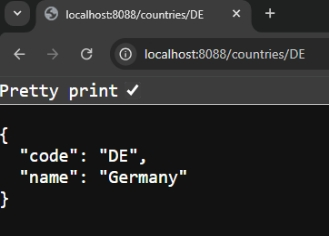 localhost:8088/countries/DE
localhost:8088/countries/DE
Pretty print ✓
{
"code": "DE",
"name": "Germany"
}